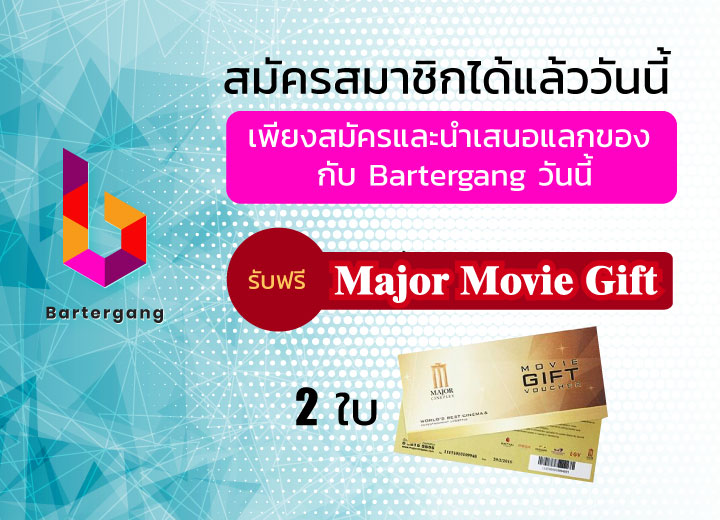 สมัครสมาชิกได้แล้ววันนี้
เพียงสมัครและนำเสนอแลกของ
กับ Bartergang วันนี้
Bartergang
รับฟรี
Major Movie Gift
2 ใบ
MAJOR
CINEPLEX
MOVIE
GIFT
VOUCHER
WORLD'S BEST CINEMA &